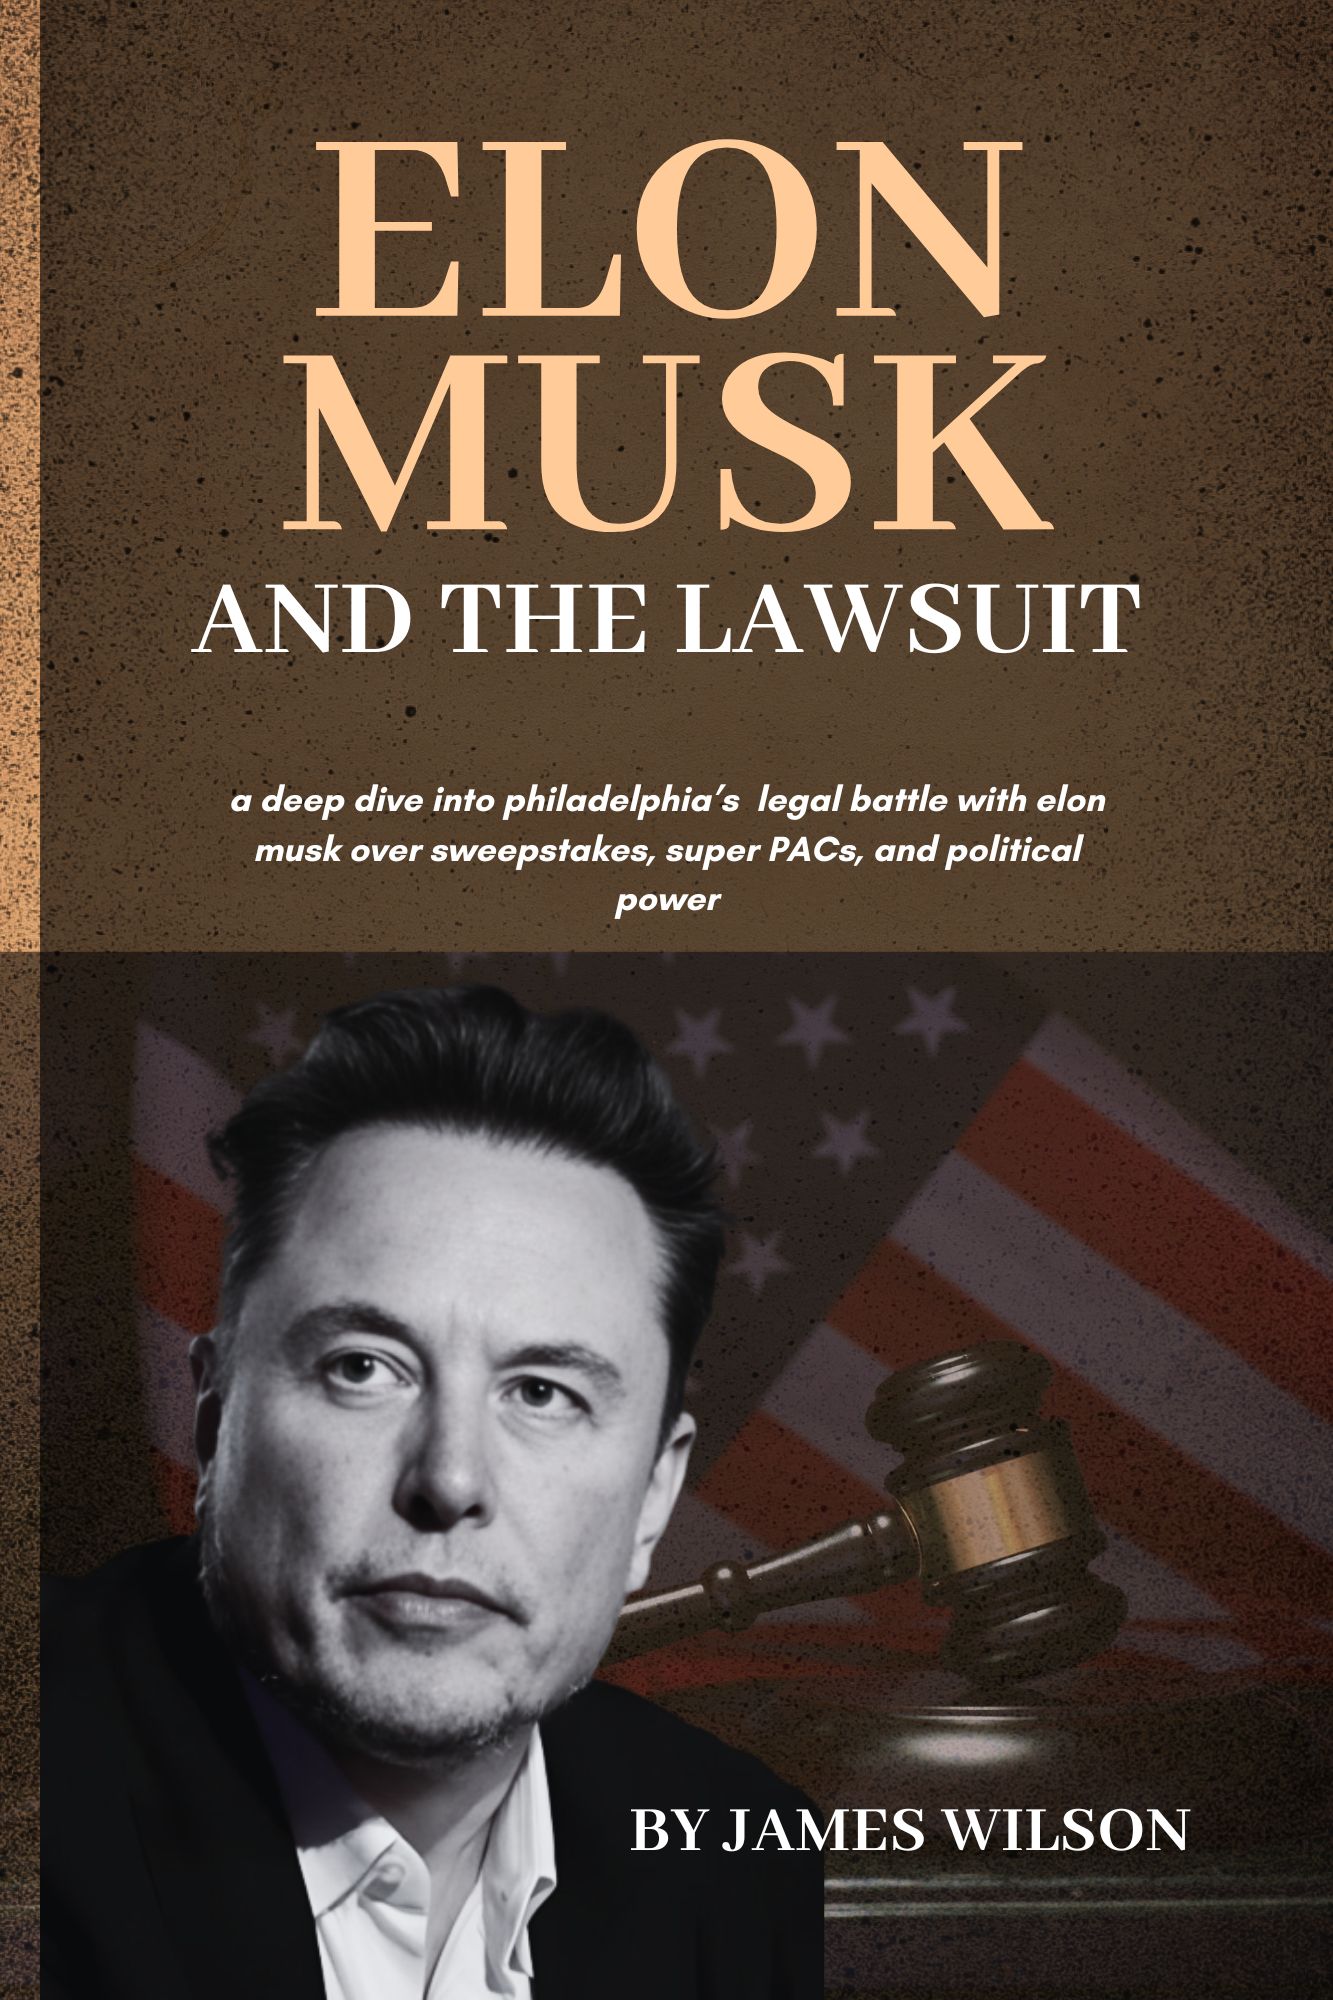 ELON
MUSK
AND THE LAWSUIT
a deep dive into philadelphia's legal battle with elon
musk over sweepstakes, super PACs, and political
power
BY JAMES WILSON